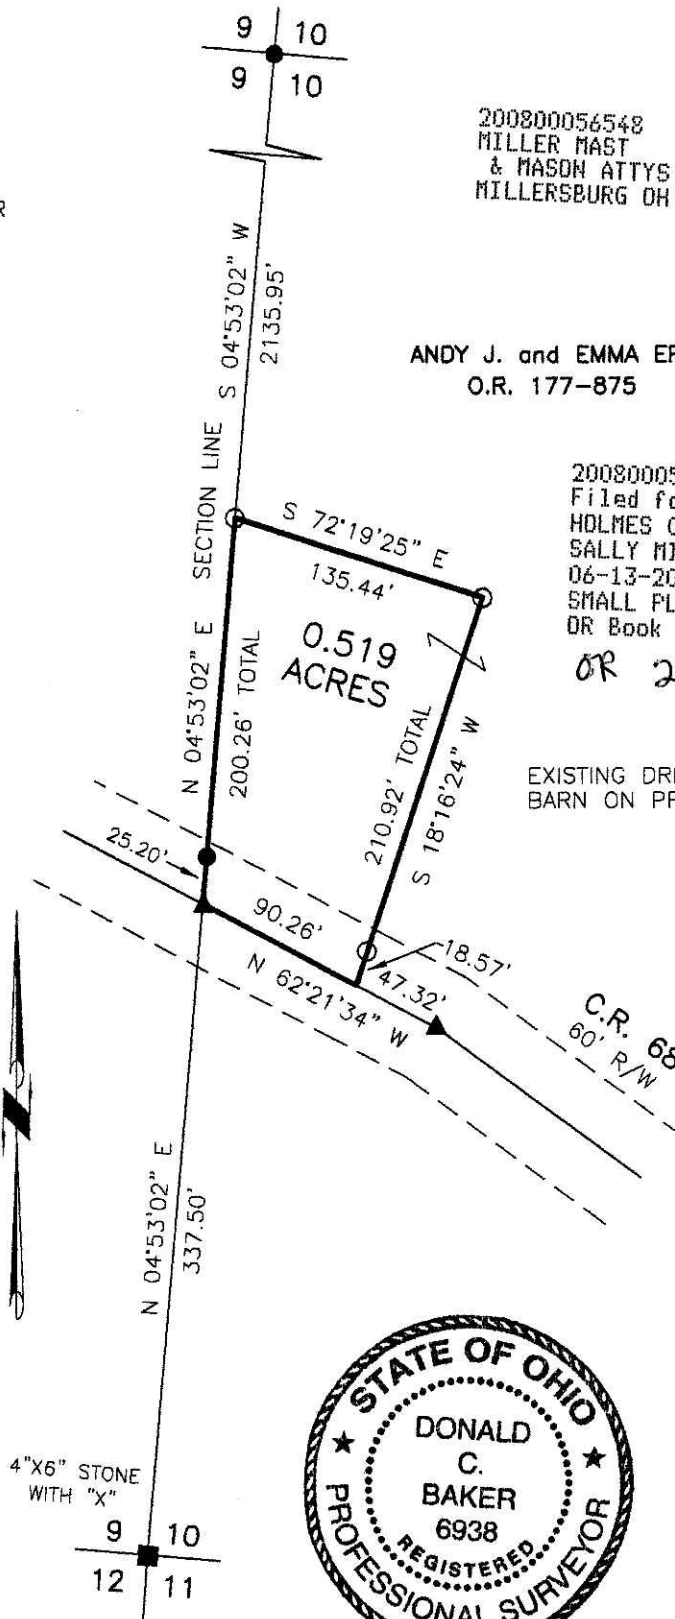 9 10
9 10
200800056548
MILLER MAST
& MASON ATTYS
MILLERSBURG OH
R
S 04°53'02" W
2135.95'
ANDY J. and EMMA
O.R. 177-875
SECTION LINE
Filed
HOLMES
SALLY
SMALL
OR Book
OR 2
S 72°19'25" E
135.44'
0.519
ACRES
N 04°53'02" E
200.26' TOTAL
210.92' TOTAL
S 18°16'24" W
EXISTING
BARN ON
25.20'
90.26'
18.57'
47.32'
N 62°21'34" W
C.R. 68
60' R/W
N 04°53'02" E
337.50'
4"X6" STONE
WITH "X"
9 10
12 11
STATE OF OHIO
DONALD
C.
BAKER
6938
REGISTERED
PROFESSIONAL SURVEYOR